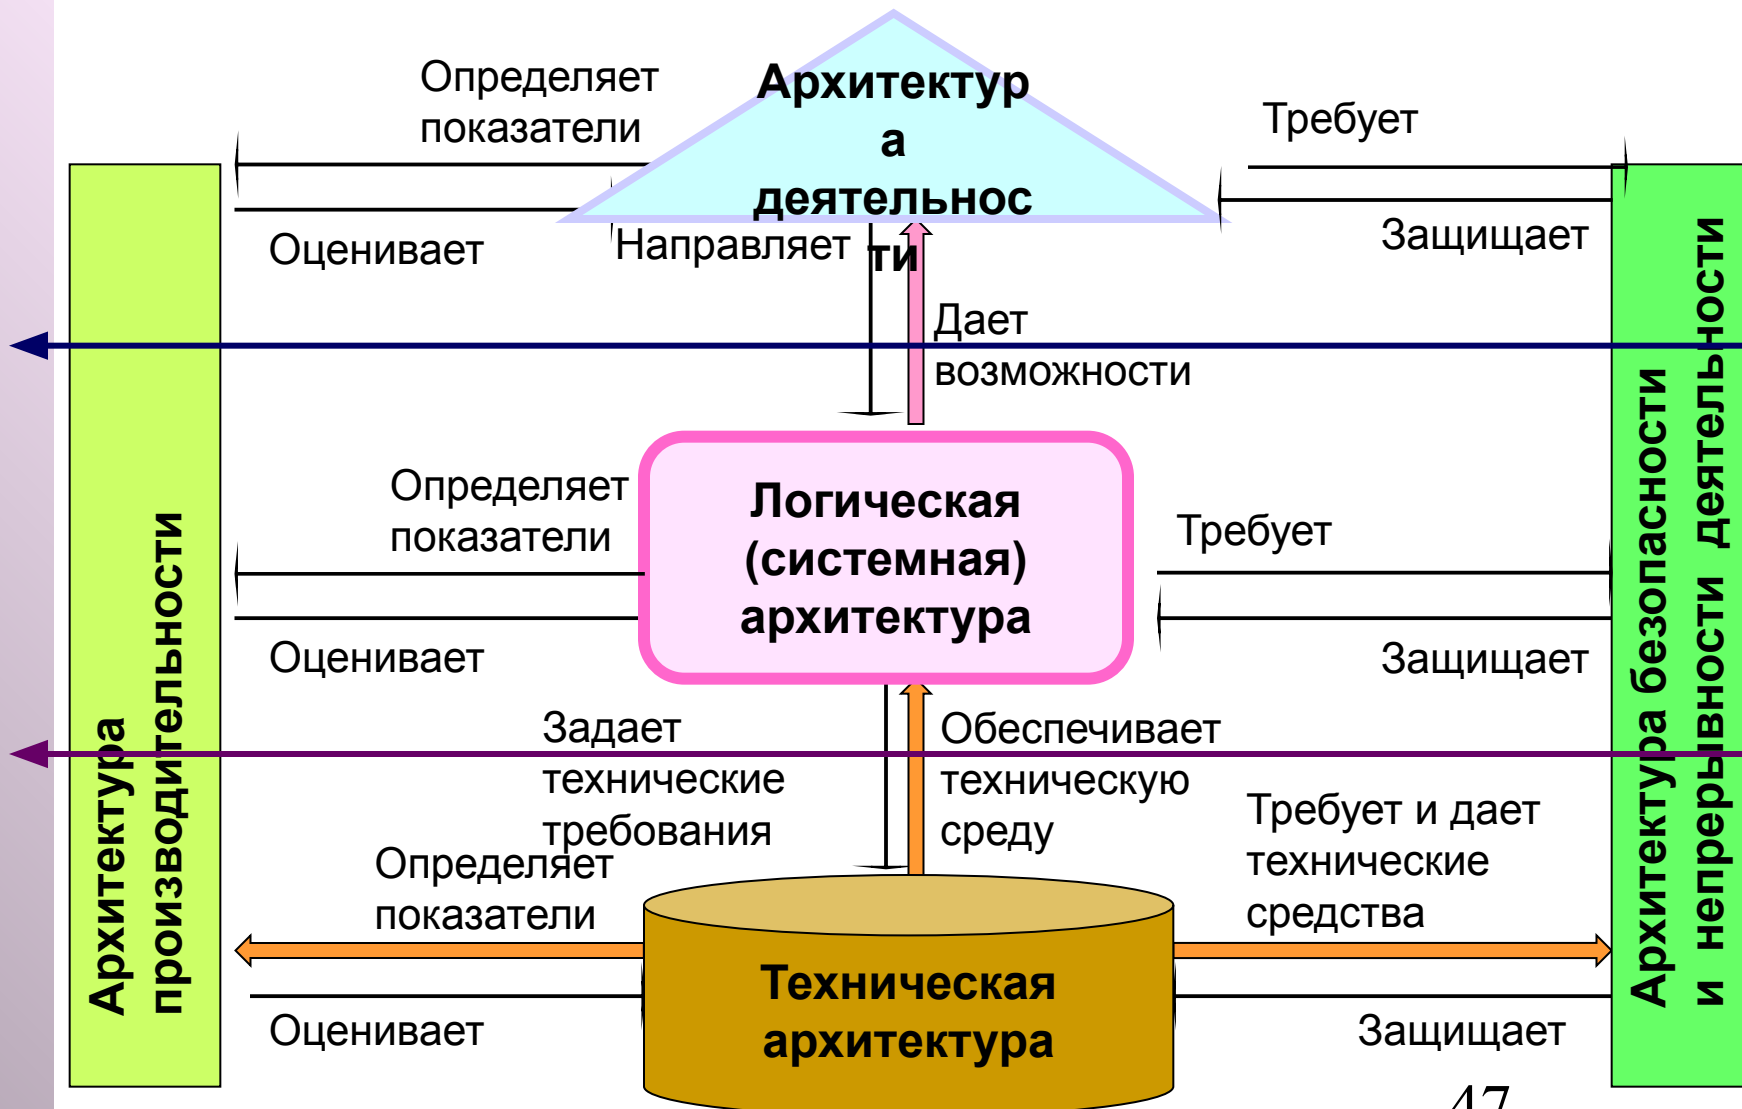 Определяет
показатели
Архитектур
а
деятельнос
ти
Требует
Оценивает
Направляет
Защищает
Дает
возможности
Определяет
показатели
Логическая
(системная)
архитектура
Требует
Оценивает
Защищает
Задает
технические
требования
Обеспечивает
техническую
среду
Требует и дает
технические
средства
Определяет
показатели
Техническая
архитектура
Оценивает
Защищает
Архитектура
производительности
Архитектура безопасности
и непрерывности деятельности
47